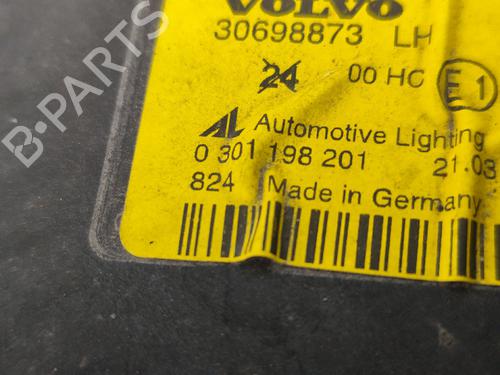 VOLVO
30698873 LH
24 00 HC E1
AL Automotive Lighting
0 301 198 201 21.03
824 Made in Germany
B-PARTS